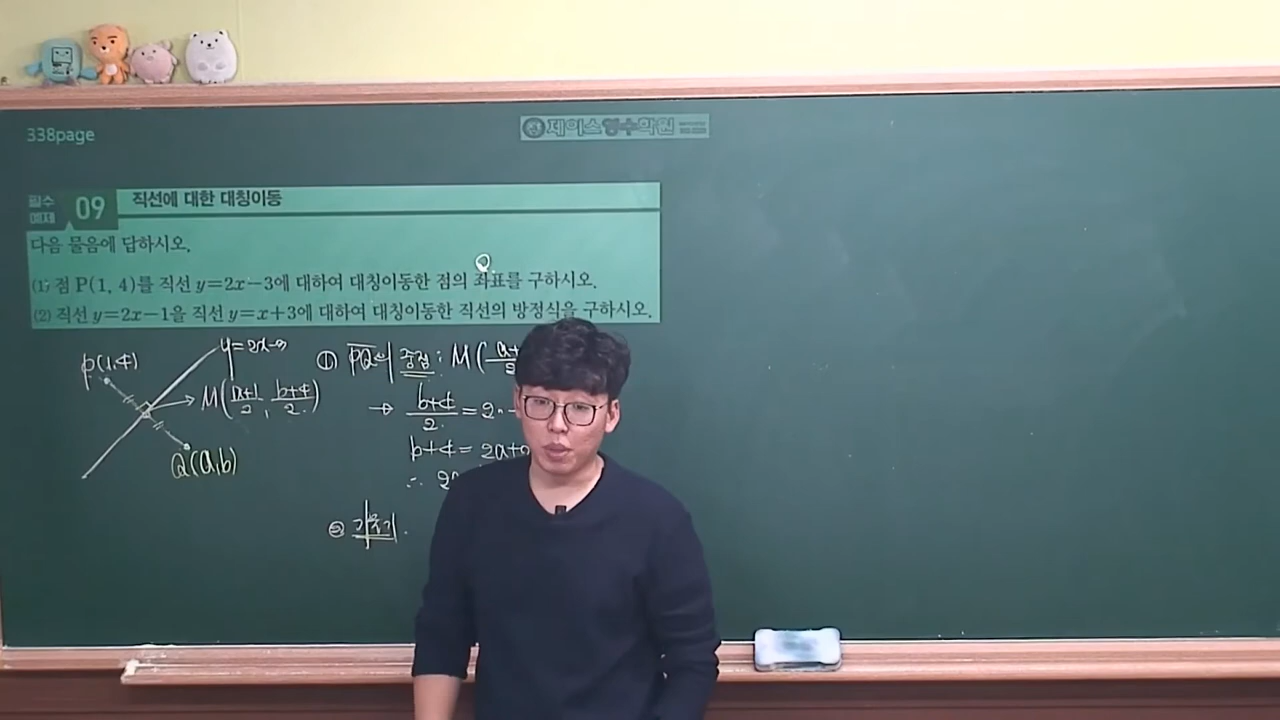 338page
제이스영수학원
필수 예제 09 직선에 대한 대칭이동
다음 물음에 답하시오.
(1) 점 P(1, 4)를 직선 y=2x-3에 대하여 대칭이동한 점의 좌표를 구하시오.
(2) 직선 y=2x-1을 직선 y=x+3에 대하여 대칭이동한 직선의 방정식을 구하시오.
Q
P(1,4)
y=2x-3
M(a+1/2, b+4/2)
Q(a,b)
① PQ의 중점: M(a+
→ b+4/2 = 2·
b+4 = 2a+
∴ 2
② 기울기